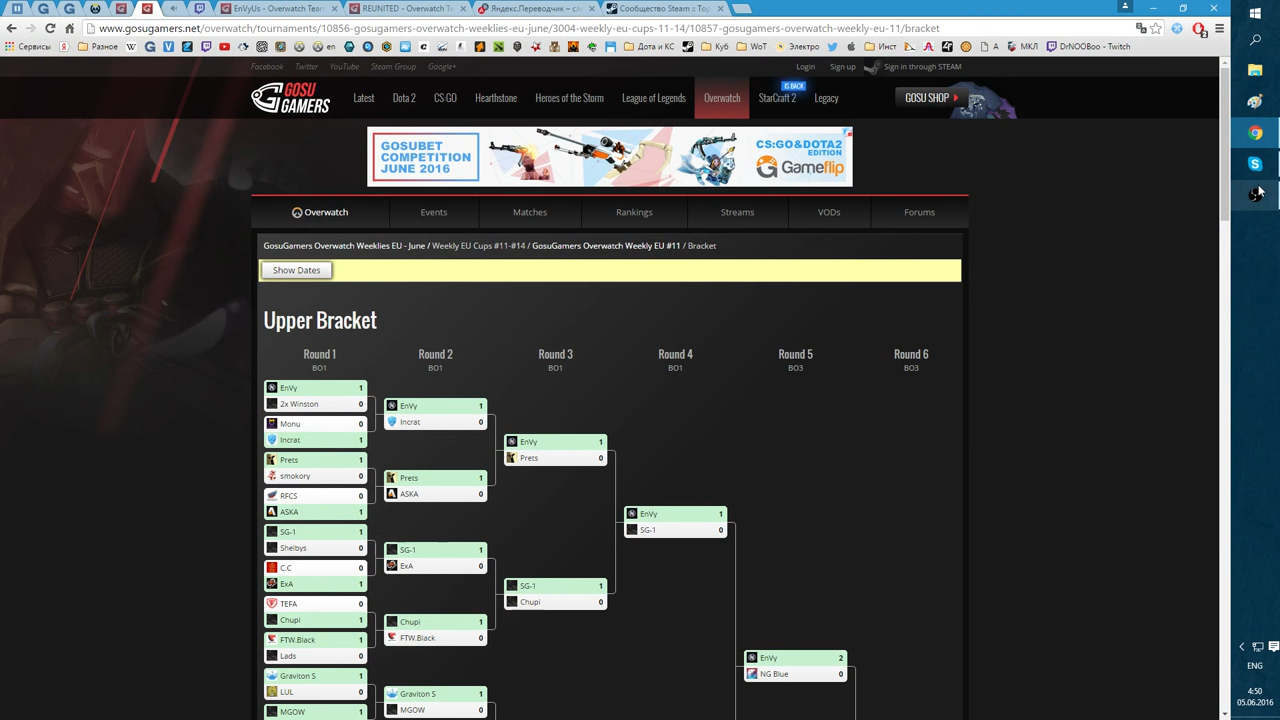 EnVyUs - Overwatch Team
REUNITED - Overwatch Te
Яндекс.Переводчик – сло
Сообщество Steam :: Top
www.gosugamers.net/overwatch/tournaments/10856-gosugamers-overwatch-weeklies-eu-june/3004-weekly-eu-cups-11-14/10857-gosugamers-overwatch-weekly-eu-11/bracket
Сервисы Разное en Дота и КС Куб WoT Электро Инст А МКЛ DrNOOBoo - Twitch
Facebook Twitter YouTube Steam Group Google+ Login Sign up Sign in through STEAM
GOSU GAMERS
IS BACK
Latest Dota 2 CS:GO Hearthstone Heroes of the Storm League of Legends Overwatch StarCraft 2 Legacy GOSU SHOP
GOSUBET
COMPETITION
JUNE 2016
CS:GO&DOTA2
EDITION
Gameflip
Overwatch Events Matches Rankings Streams VODs Forums
GosuGamers Overwatch Weeklies EU - June / Weekly EU Cups #11-#14 / GosuGamers Overwatch Weekly EU #11 / Bracket
Show Dates
Upper Bracket
Round 1 Round 2 Round 3 Round 4 Round 5 Round 6
BO1 BO1 BO1 BO1 BO3 BO3
EnVy 1
2x Winston 0
Monu 0
Incrat 1
Prets 1
smokory 0
RFCS 0
ASKA 1
SG-1 1
Shelbys 0
C.C 0
ExA 1
TEFA 0
Chupi 1
FTW.Black 1
Lads 0
Graviton S 1
LUL 0
MGOW 1
EnVy 1
Incrat 0
Prets 1
ASKA 0
SG-1 1
ExA 0
Chupi 1
FTW.Black 0
Graviton S 1
MGOW 0
EnVy 1
Prets 0
SG-1 1
Chupi 0
EnVy 1
SG-1 0
EnVy 2
NG Blue 0
ENG
4:50
05.06.2016